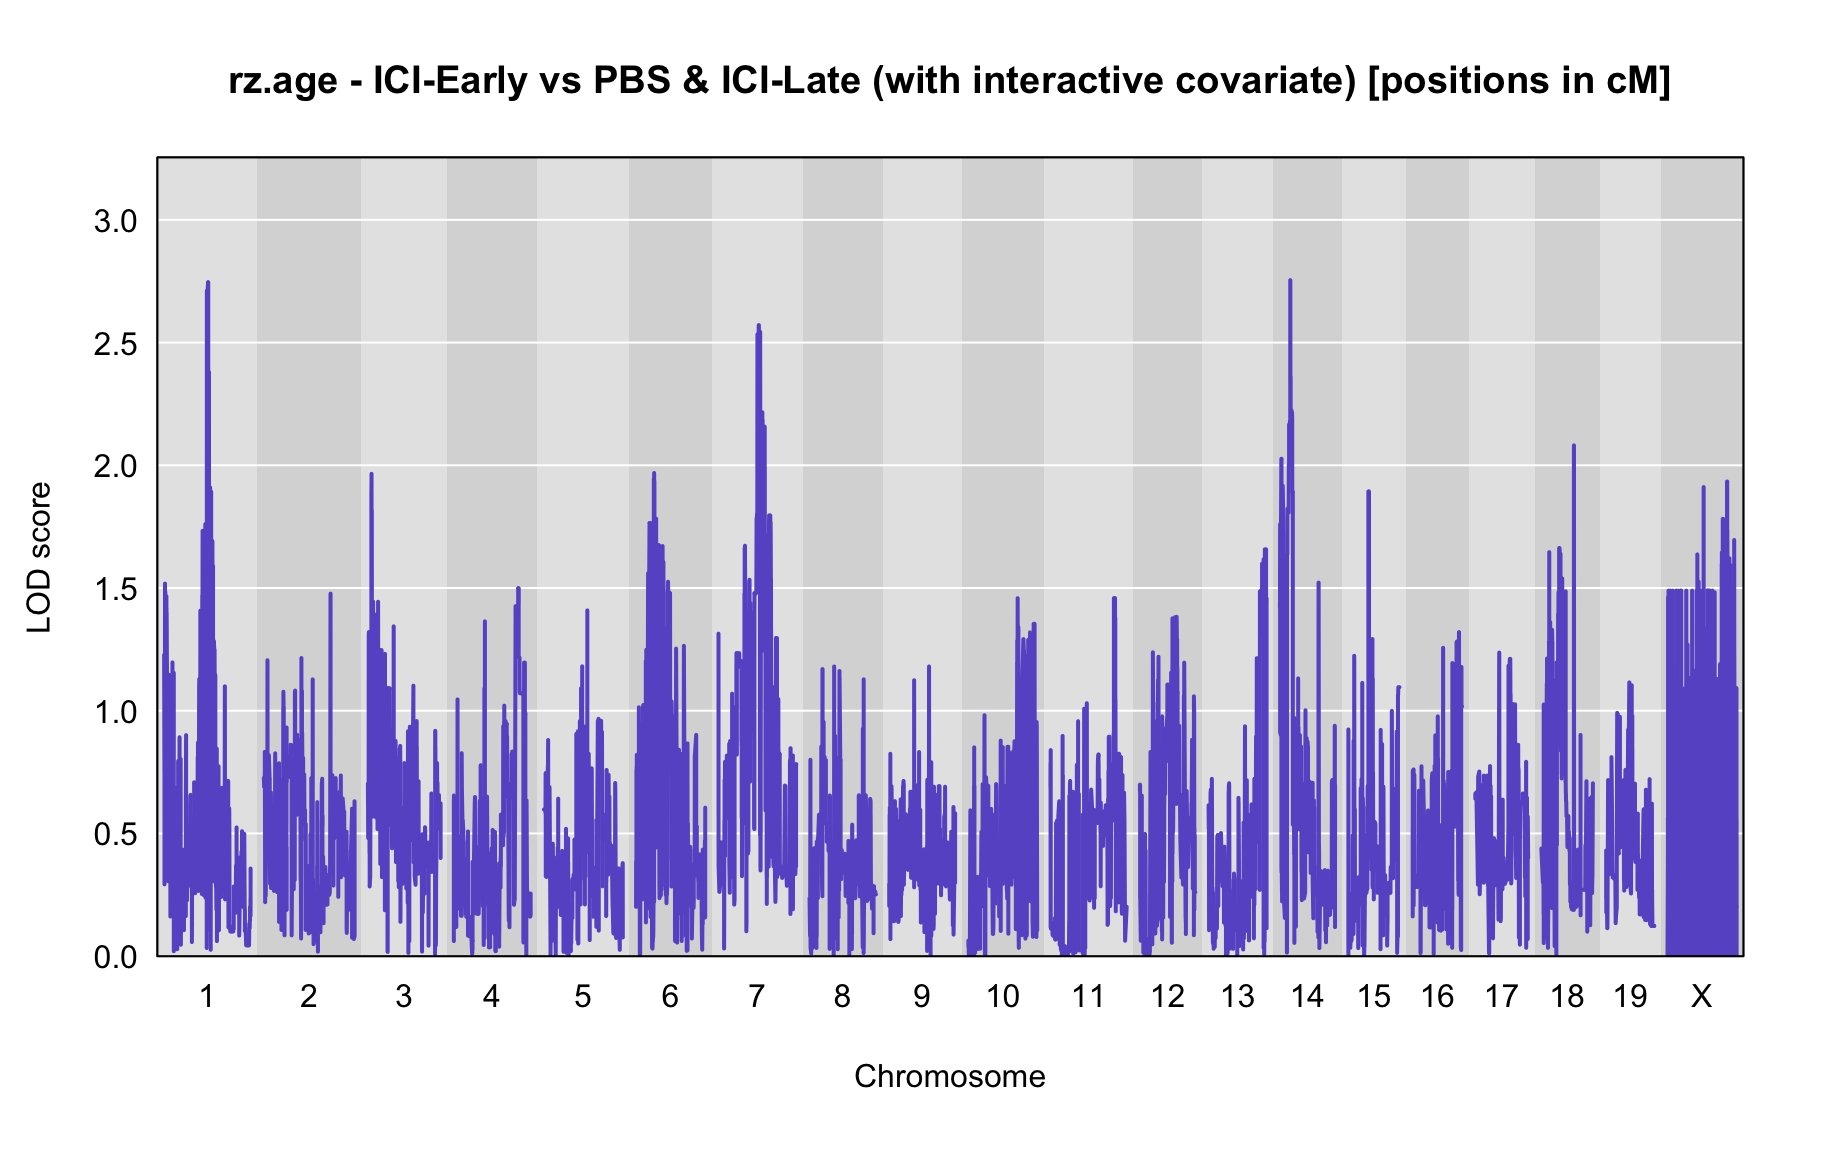 rz.age - ICI-Early vs PBS & ICI-Late (with interactive covariate) [positions in cM]
3.0
2.5
2.0
1.5
1.0
0.5
0.0
LOD score
1 2 3 4 5 6 7 8 9 10 11 12 13 14 15 16 17 18 19 X
Chromosome